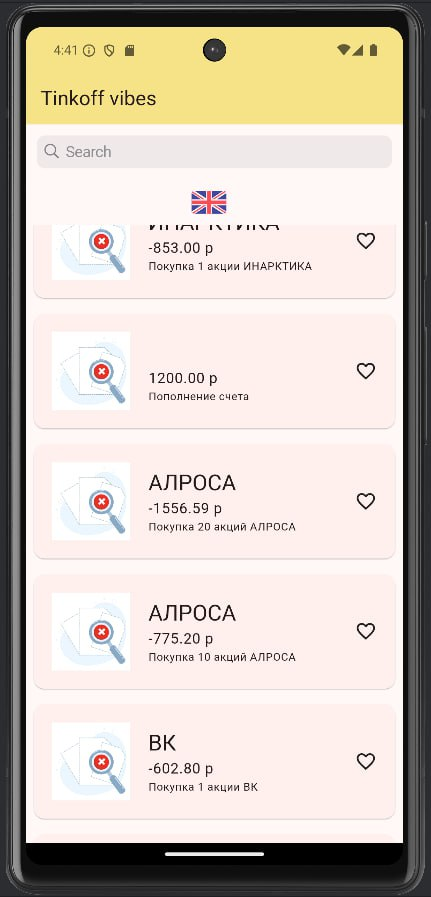 4:41
Tinkoff vibes
Search
ИНАРКТИКА
-853.00 р
Покупка 1 акции ИНАРКТИКА
1200.00 р
Пополнение счета
АЛРОСА
-1556.59 р
Покупка 20 акций АЛРОСА
АЛРОСА
-775.20 р
Покупка 10 акций АЛРОСА
ВК
-602.80 р
Покупка 1 акции ВК